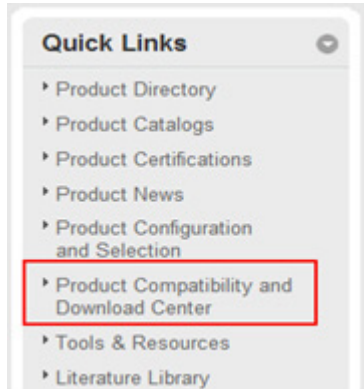 Quick Links
Product Directory
Product Catalogs
Product Certifications
Product News
Product Configuration
and Selection
Product Compatibility and
Download Center
Tools & Resources
Literature Library